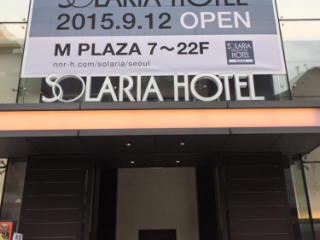 SOLARIA HOTEL
2015.9.12 OPEN
M PLAZA 7～22F
nnr-h.com/solaria/seoul
SOLARIA
HOTEL
SOLARIA HOTEL